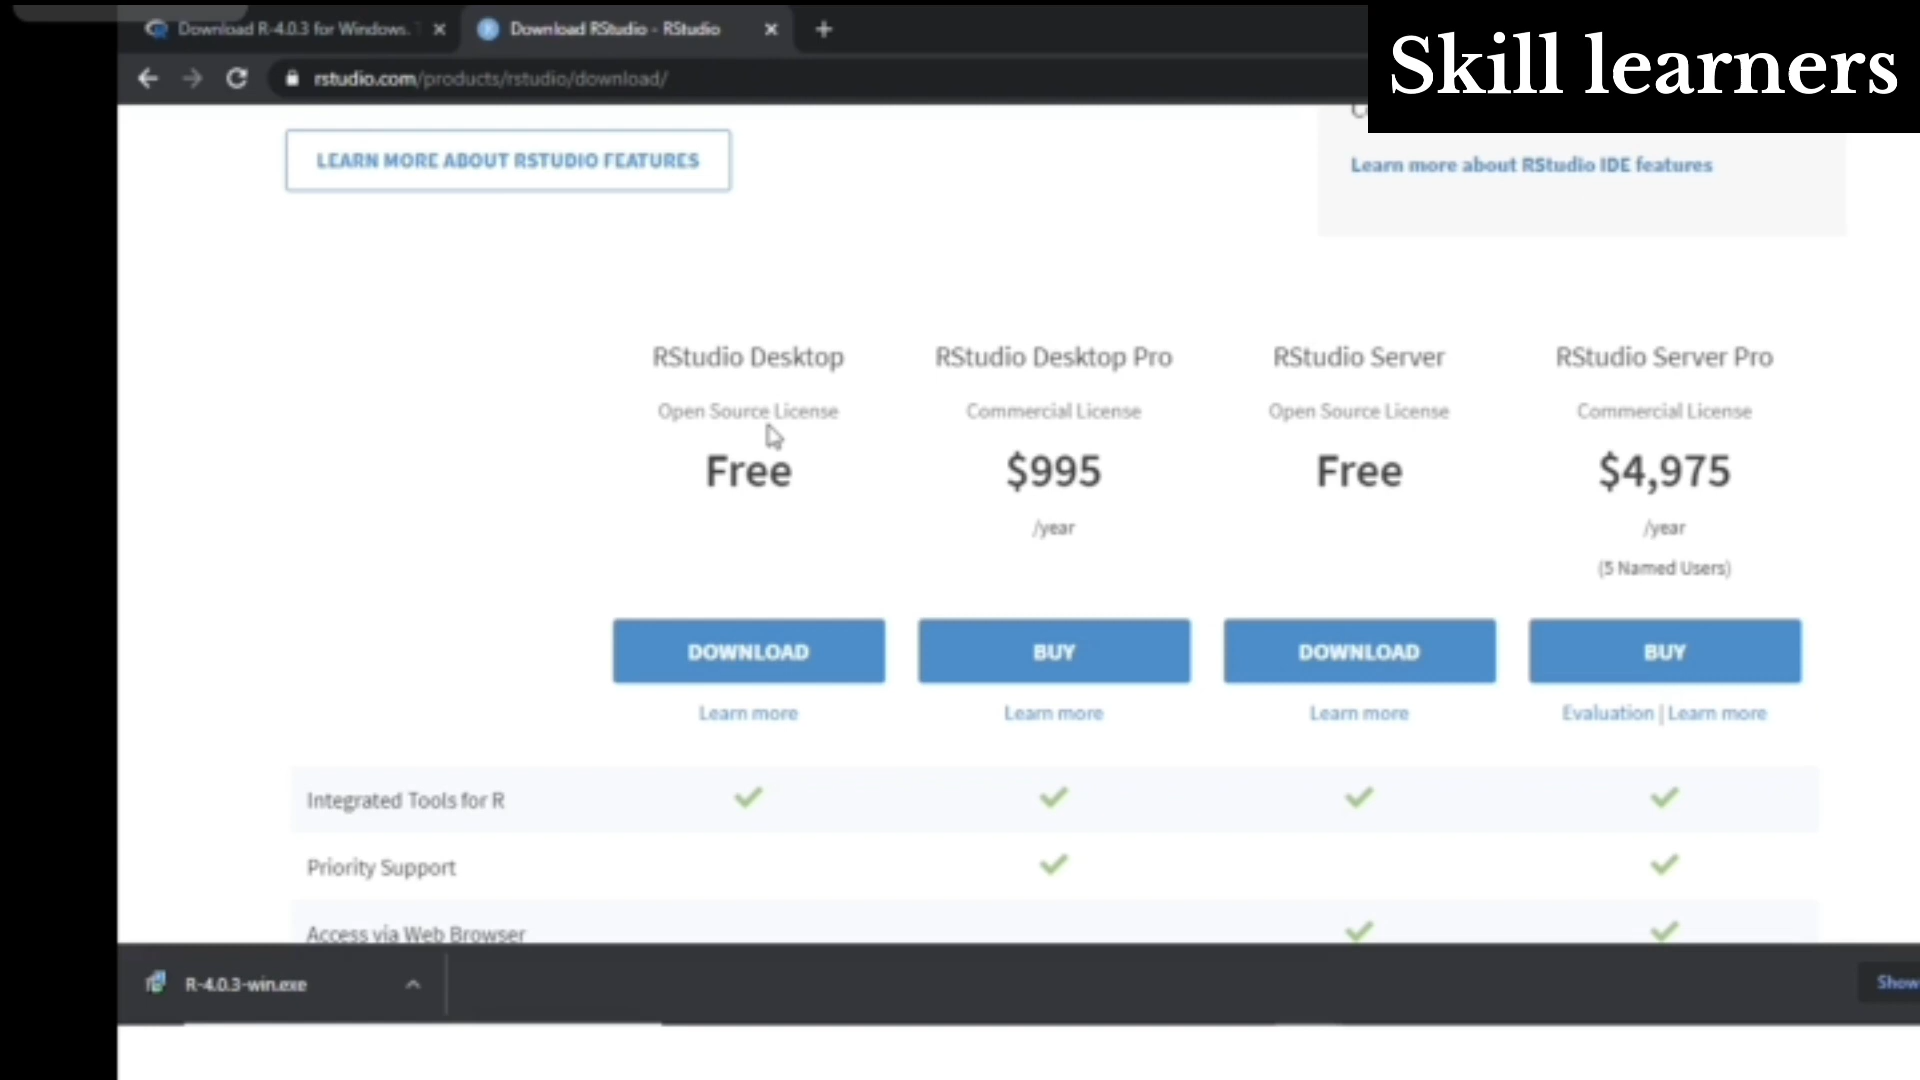 Download R-4.0.3 for Windows.
Download RStudio - RStudio
Skill learners
rstudio.com/products/rstudio/download/
LEARN MORE ABOUT RSTUDIO FEATURES
Learn more about RStudio IDE features
RStudio Desktop
RStudio Desktop Pro
RStudio Server
RStudio Server Pro
Open Source License
Commercial License
Open Source License
Commercial License
Free
$995
Free
$4,975
/year
/year
(5 Named Users)
DOWNLOAD
BUY
DOWNLOAD
BUY
Learn more
Learn more
Learn more
Evaluation | Learn more
Integrated Tools for R
Priority Support
Access via Web Browser
R-4.0.3-win.exe
Show